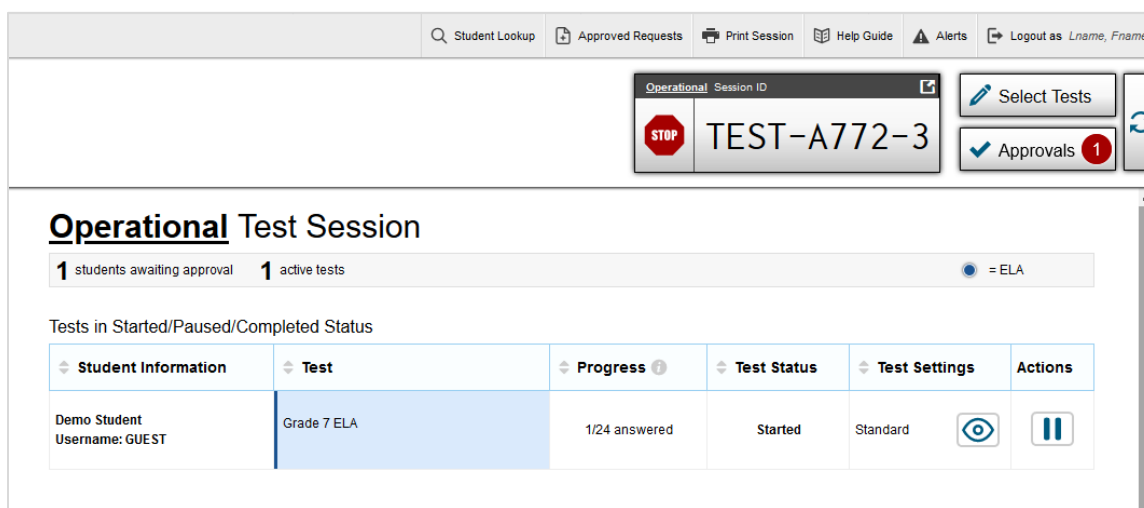 Student Lookup Approved Requests Print Session Help Guide Alerts Logout as Lname, Fname
Operational Session ID
STOP TEST-A772-3
Select Tests
Approvals 1
Operational Test Session
1 students awaiting approval 1 active tests = ELA
Tests in Started/Paused/Completed Status
Student Information Test Progress Test Status Test Settings Actions
Demo Student
Username: GUEST
Grade 7 ELA 1/24 answered Started Standard